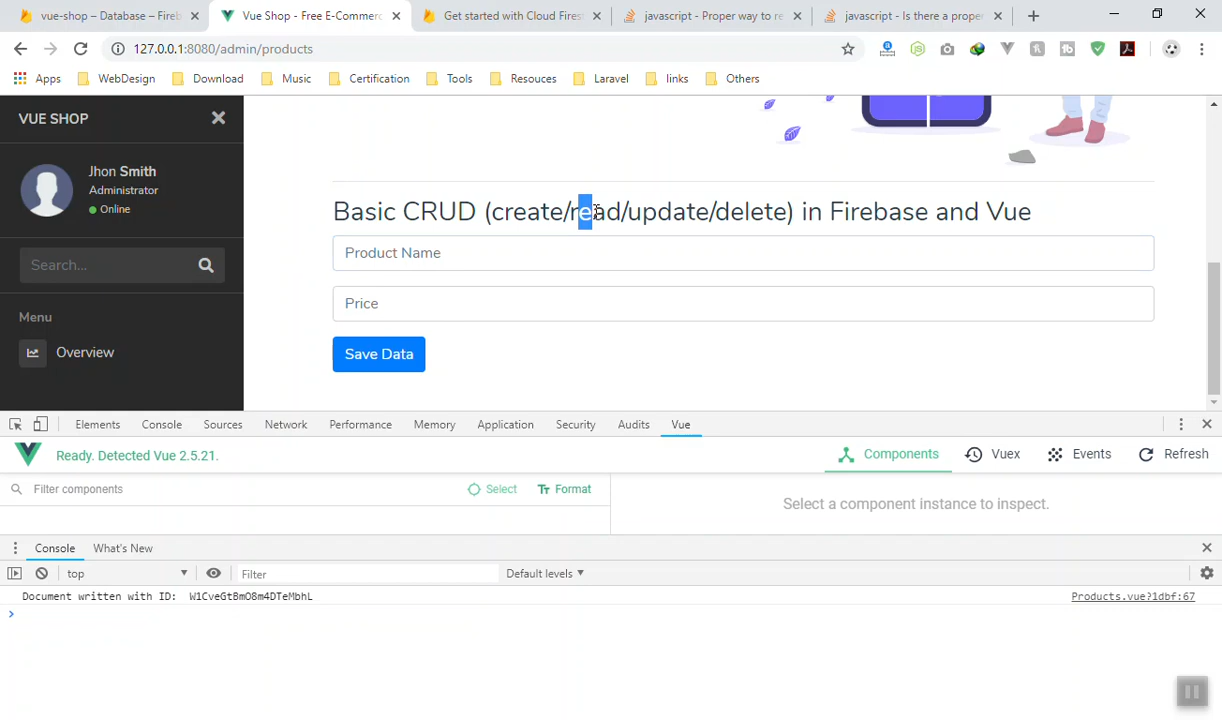 vue-shop – Database – Fireb
Vue Shop - Free E-Commerc
Get started with Cloud Fires
javascript - Proper way to re
javascript - Is there a proper
127.0.0.1:8080/admin/products
Apps WebDesign Download Music Certification Tools Resouces Laravel links Others
VUE SHOP
Jhon Smith
Administrator
Online
Search...
Menu
Overview
Basic CRUD (create/read/update/delete) in Firebase and Vue
Product Name
Price
Save Data
Elements Console Sources Network Performance Memory Application Security Audits Vue
Ready. Detected Vue 2.5.21.
Components Vuex Events Refresh
Filter components Select Format
Select a component instance to inspect.
Console What's New
top Filter Default levels
Document written with ID: W1CveGtBmO8m4DTeMbhL Products.vue?1dbf:67